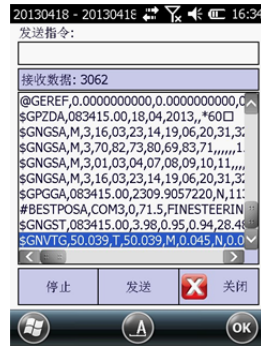 20130418 - 20130418 16:34
发送指令:
接收数据: 3062
@GEREF,0.0000000000,0.0000000000,0
$GPZDA,083415.00,18,04,2013,,*60□
$GNGSA,M,3,16,03,23,14,19,06,20,31,32
$GNGSA,M,3,70,82,73,80,69,83,71,,,,,,1.
$GNGSA,M,3,01,03,04,07,08,09,10,11,,,,
$GNGSA,M,3,16,03,23,14,19,06,20,31,32
$GPGGA,083415.00,2309.9057220,N,113
#BESTPOSA,COM3,0,71.5,FINESTEERIN
$GNGST,083415.00,3.98,0.95,0.94,28.48
$GNVTG,50.039,T,50.039,M,0.045,N,0.0
停止
发送
关闭
A
OK